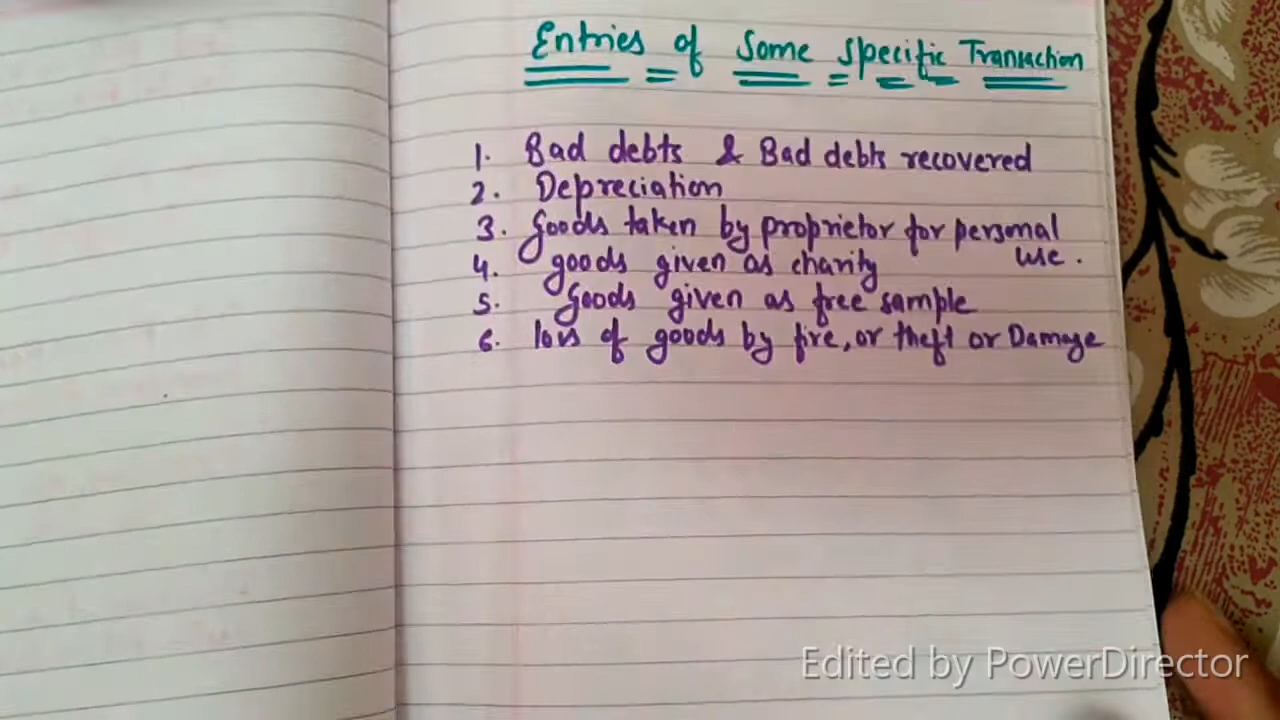 Entries of Some Specific Transaction
1. Bad debts & Bad debts recovered
2. Depreciation
3. Goods taken by proprietor for personal
use.
4. goods given as charity
5. Goods given as free sample
6. loss of goods by fire, or theft or Damage
Edited by PowerDirector